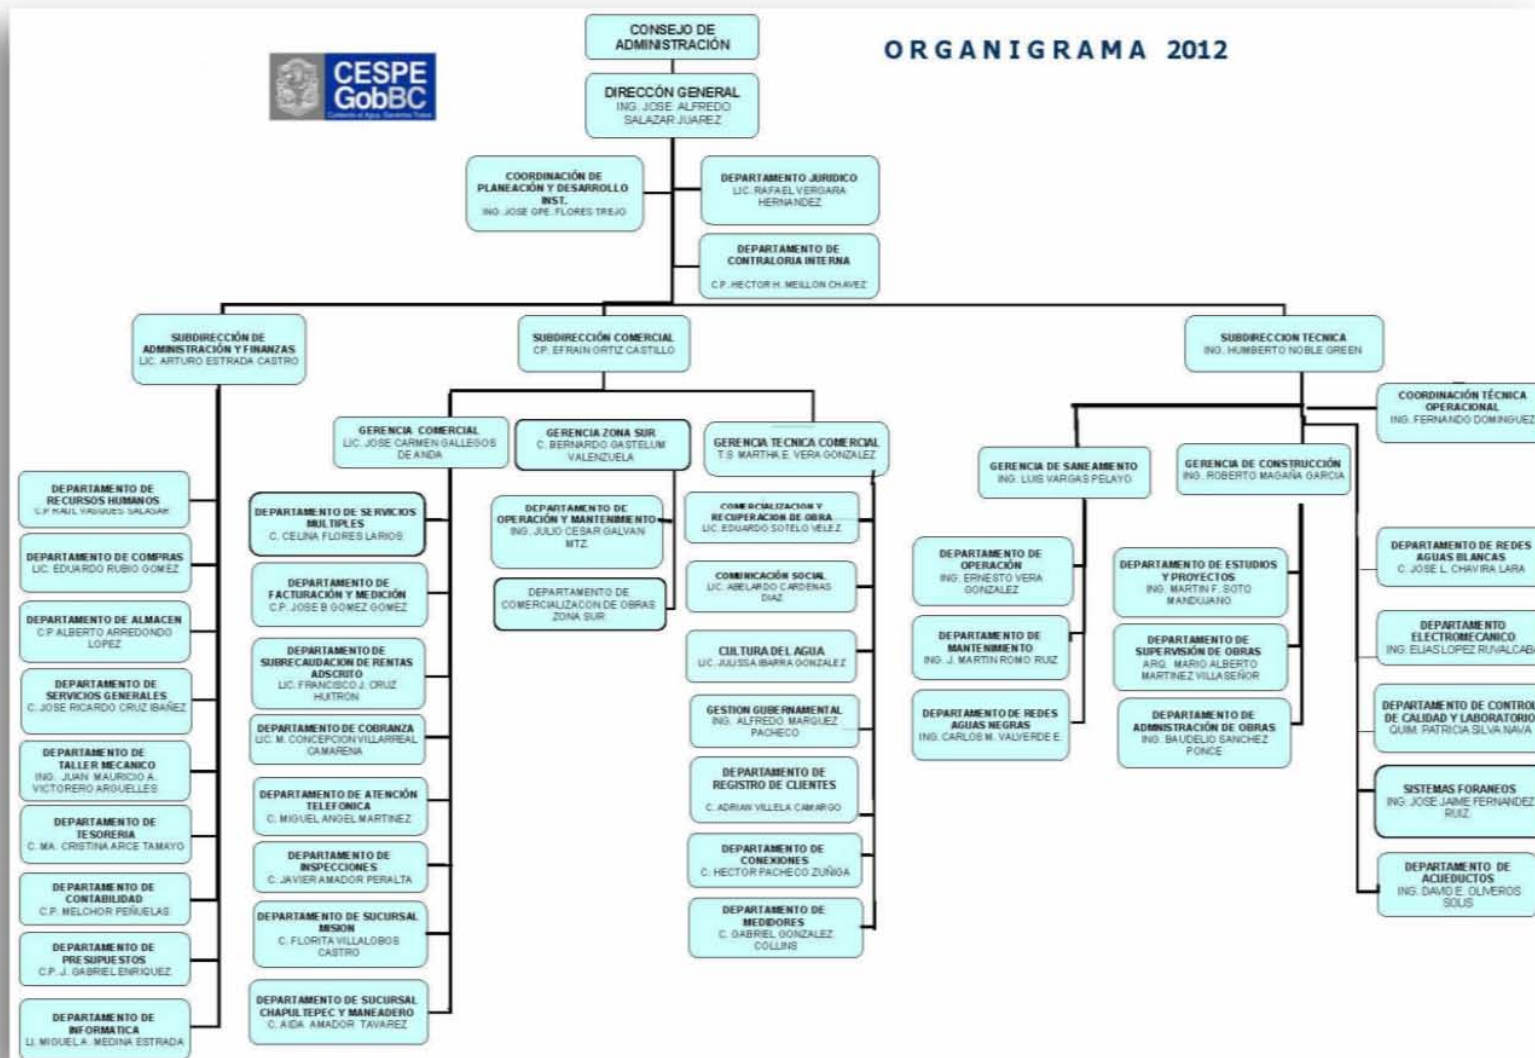 CONSEJO DE
ADMINISTRACIÓN
ORGANIGRAMA 2012
CESPE
GobBC
DIRECCÓN GENERAL
ING. JOSE ALFREDO
SALAZAR JUAREZ
COORDINACIÓN DE
PLANEACIÓN Y DESARROLLO
INST.
ING. JOSE GPE. FLORES TREJO
DEPARTAMENTO JURIDICO
LIC. RAFAEL VERGARA
HERNANDEZ
DEPARTAMENTO DE
CONTRALORIA INTERNA
C.P. HECTOR H. MEILLON CHAVEZ
SUBDIRECCIÓN DE
ADMINISTRACIÓN Y FINANZAS
LIC. ARTURO ESTRADA CASTRO
SUBDIRECCIÓN COMERCIAL
CP. EFRAIN ORTIZ CASTILLO
SUBDIRECCION TECNICA
ING. HUMBERTO NOBLE GREEN
COORDINACIÓN TÉCNICA
OPERACIONAL
ING. FERNANDO DOMINGUEZ
GERENCIA COMERCIAL
LIC. JOSE CARMEN GALLEGOS
DE ANDA
GERENCIA ZONA SUR
C. BERNARDO GASTELUM
VALENZUELA
GERENCIA TECNICA COMERCIAL
T.S. MARTHA E. VERA GONZALEZ
GERENCIA DE SANEAMIENTO
ING. LUIS VARGAS PELAYO
GERENCIA DE CONSTRUCCIÓN
ING. ROBERTO MAGAÑA GARCIA
DEPARTAMENTO DE
RECURSOS HUMANOS
C.P RAUL VASQUES SALASAR
DEPARTAMENTO DE COMPRAS
LIC. EDUARDO RUBIO GOMEZ
DEPARTAMENTO DE ALMACEN
C.P ALBERTO ARREDONDO
LOPEZ
DEPARTAMENTO DE
SERVICIOS GENERALES
C. JOSE RICARDO CRUZ IBAÑEZ
DEPARTAMENTO DE
TALLER MECANICO
ING. JUAN MAURICIO A.
VICTORERO ARGUELLES
DEPARTAMENTO DE
TESORERIA
C. MA. CRISTINA ARCE TAMAYO
DEPARTAMENTO DE
CONTABILIDAD
C.P. MELCHOR PEÑUELAS
DEPARTAMENTO DE
PRESUPUESTOS
C.P. J. GABRIEL ENRIQUEZ
DEPARTAMENTO DE
INFORMATICA
LI. MIGUEL A. MEDINA ESTRADA
DEPARTAMENTO DE SERVICIOS
MULTIPLES
C. CELINA FLORES LARIOS
DEPARTAMENTO DE
FACTURACIÓN Y MEDICIÓN
C.P. JOSE B GOMEZ GOMEZ
DEPARTAMENTO DE
SUBRECAUDACION DE RENTAS
ADSCRITO
LIC. FRANCISCO J. CRUZ
HUITRON
DEPARTAMENTO DE COBRANZA
LIC. M. CONCEPCION VILLARREAL
CAMARENA
DEPARTAMENTO DE ATENCIÓN
TELEFONICA
C. MIGUEL ANGEL MARTINEZ
DEPARTAMENTO DE
INSPECCIONES
C. JAVIER AMADOR PERALTA
DEPARTAMENTO DE SUCURSAL
MISION
C. FLORITA VILLALOBOS
CASTRO
DEPARTAMENTO DE SUCURSAL
CHAPULTEPEC Y MANEADERO
C. AIDA AMADOR TAVAREZ
DEPARTAMENTO DE
OPERACIÓN Y MANTENIMIENTO
ING. JULIO CESAR GALVAN
MTZ.
DEPARTAMENTO DE
COMERCIALIZACON DE OBRAS
ZONA SUR
COMERCIALIZACION Y
RECUPERACION DE OBRA
LIC. EDUARDO SOTELO VELEZ
COMUNICACIÓN SOCIAL
LIC. ABELARDO CARDENAS
DIAZ
CULTURA DEL AGUA
LIC. JULISSA IBARRA GONZALEZ
GESTION GUBERNAMENTAL
ING. ALFREDO MARQUEZ
PACHECO
DEPARTAMENTO DE
REGISTRO DE CLIENTES
C. ADRIAN VILLELA CAMARGO
DEPARTAMENTO DE
CONEXIONES
C. HECTOR PACHECO ZUÑIGA
DEPARTAMENTO DE
MEDIDORES
C. GABRIEL GONZALEZ
COLLINS
DEPARTAMENTO DE
OPERACIÓN
ING. ERNESTO VERA
GONZALEZ
DEPARTAMENTO DE
MANTENIMIENTO
ING. J. MARTIN ROMO RUIZ
DEPARTAMENTO DE REDES
AGUAS NEGRAS
ING. CARLOS M. VALVERDE E.
DEPARTAMENTO DE ESTUDIOS
Y PROYECTOS
ING. MARTIN F. SOTO
MANDUJANO
DEPARTAMENTO DE
SUPERVISIÓN DE OBRAS
ARQ. MARIO ALBERTO
MARTINEZ VILLASEÑOR
DEPARTAMENTO DE
ADMNISTRACIÓN DE OBRAS
ING. BAUDELIO SANCHEZ
PONCE
DEPARTAMENTO DE REDES
AGUAS BLANCAS
C. JOSE L. CHAVIRA LARA
DEPARTAMENTO
ELECTROMECANICO
ING. ELIAS LOPEZ RUVALCABA
DEPARTAMENTO DE CONTROL
DE CALIDAD Y LABORATORIO
QUIM. PATRICIA SILVA NAVA
SISTEMAS FORANEOS
ING. JOSE JAIME FERNANDEZ
RUIZ.
DEPARTAMENTO DE
ACUEDUCTOS
ING. DAVID E. OLIVEROS
SOLIS